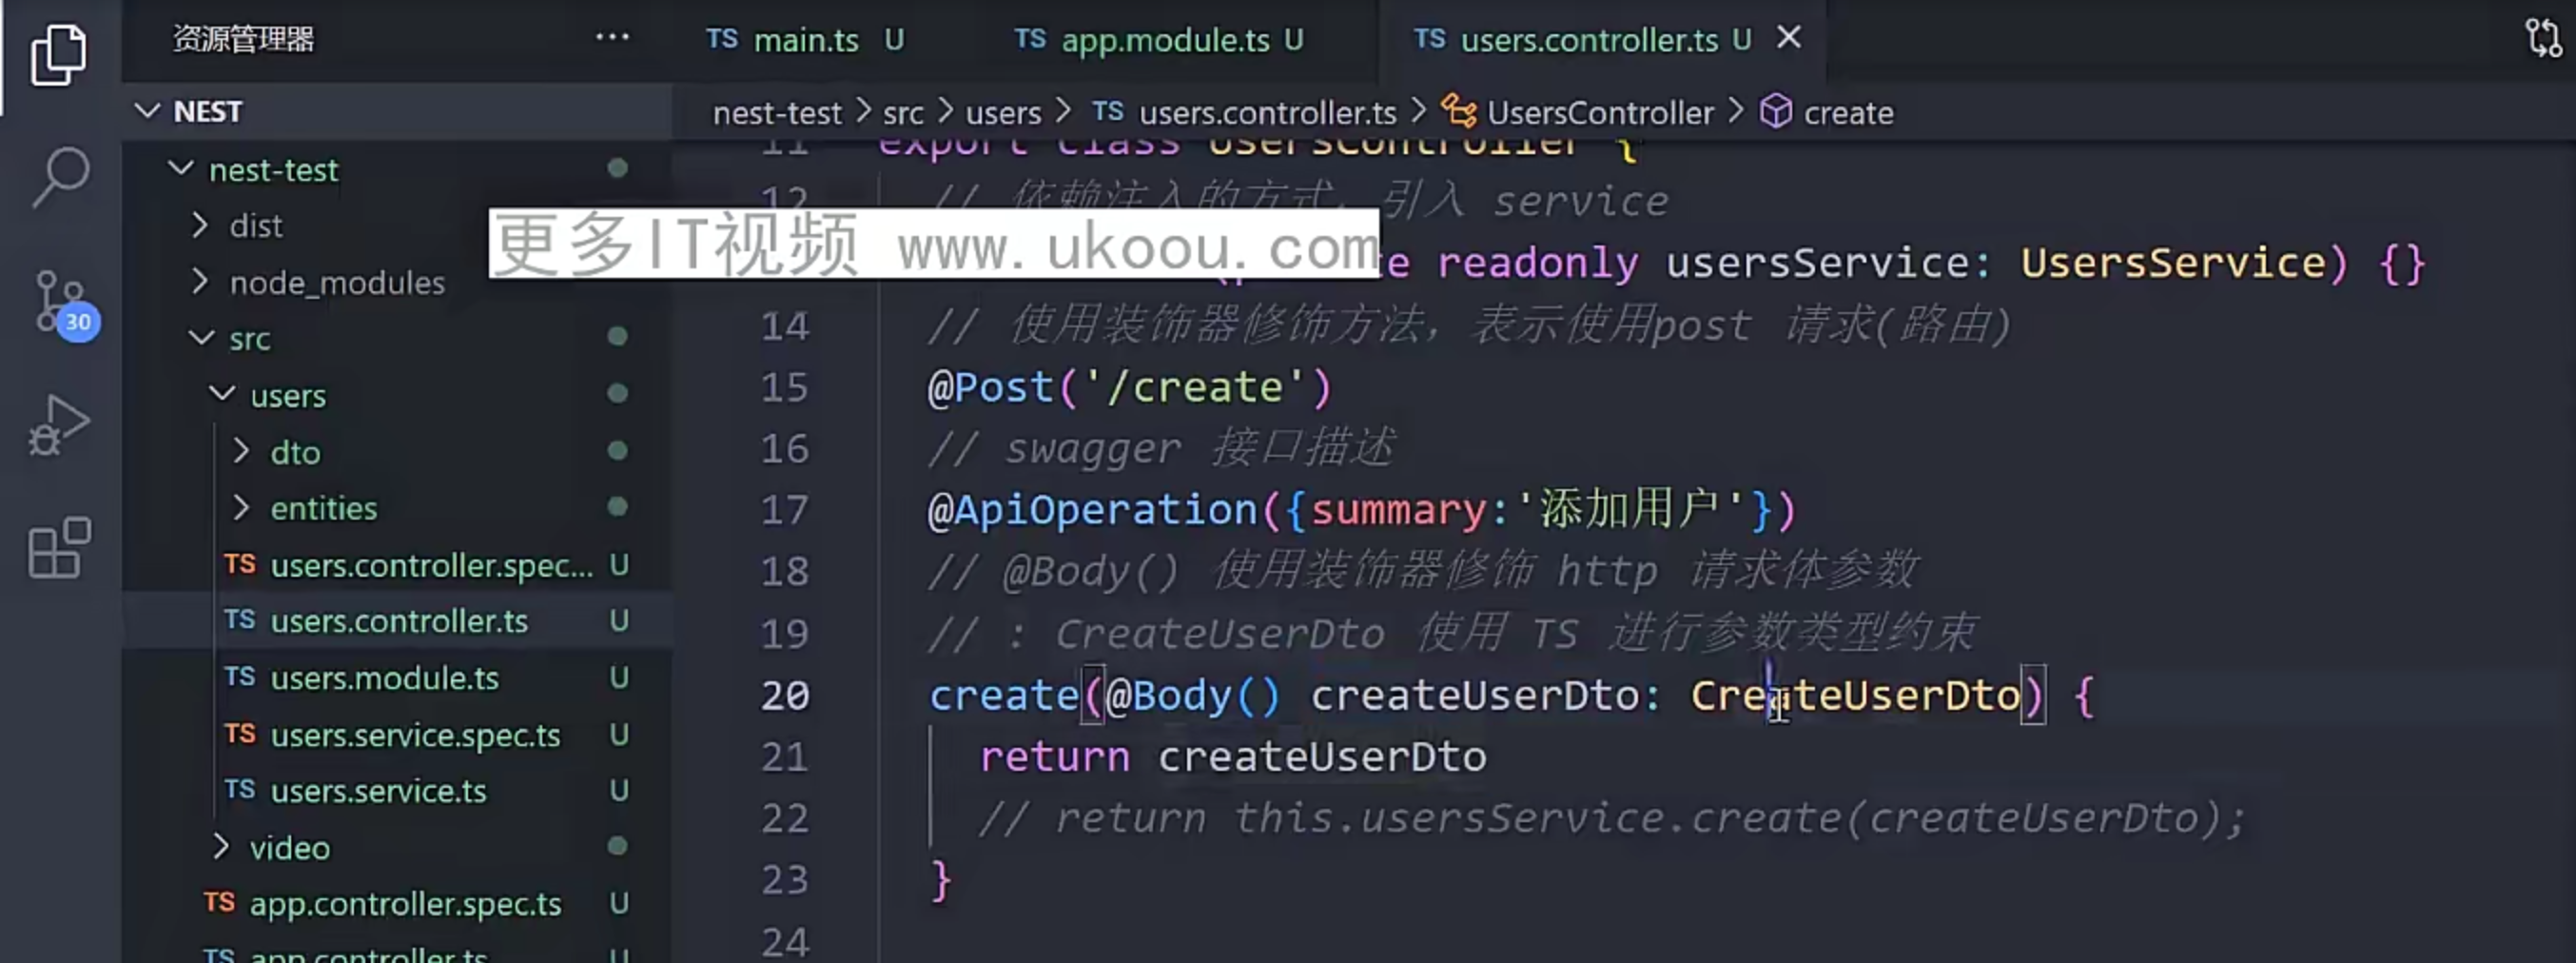 资源管理器 ···
TS main.ts U
TS app.module.ts U
TS users.controller.ts U
NEST
nest-test > src > users > TS users.controller.ts > UsersController > create
nest-test
dist
node_modules
src
users
dto
entities
TS users.controller.spec... U
TS users.controller.ts U
TS users.module.ts U
TS users.service.spec.ts U
TS users.service.ts U
video
TS app.controller.spec.ts U
TS app.controller.ts U
30
更多IT视频 www.ukoou.com
11 export class UsersController {
12 // 依赖注入的方式，引入 service
te readonly usersService: UsersService) {}
14 // 使用装饰器修饰方法，表示使用post 请求(路由)
15 @Post('/create')
16 // swagger 接口描述
17 @ApiOperation({summary:'添加用户'})
18 // @Body() 使用装饰器修饰 http 请求体参数
19 // : CreateUserDto 使用 TS 进行参数类型约束
20 create(@Body() createUserDto: CreateUserDto) {
21 return createUserDto
22 // return this.usersService.create(createUserDto);
23 }
24